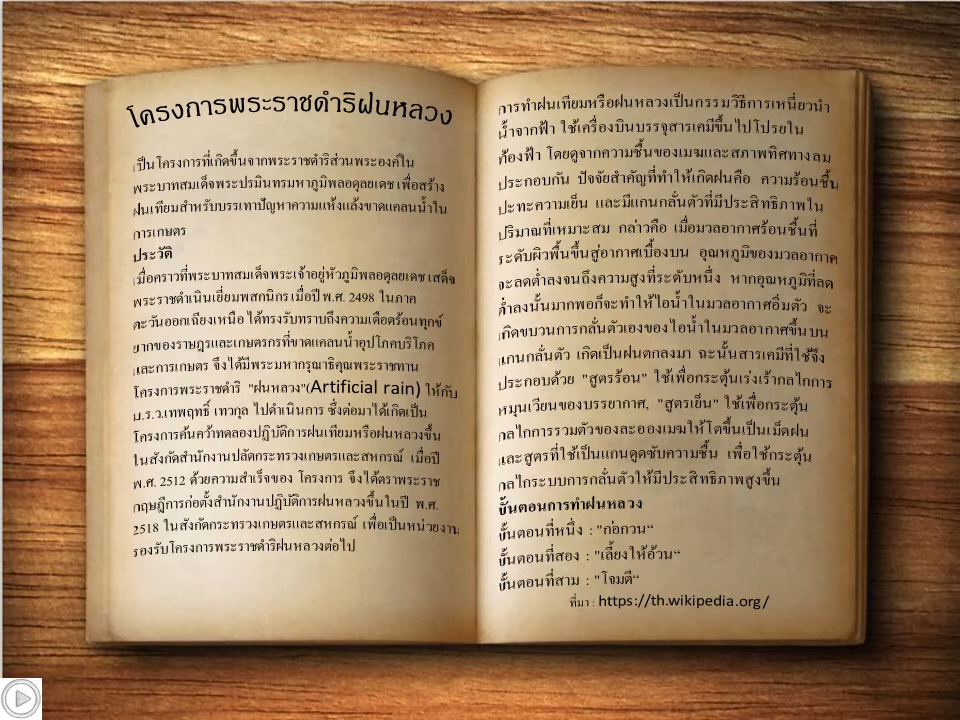 โครงการพระราชดำริฝนหลวง
เป็นโครงการที่เกิดขึ้นจากพระราชดำริส่วนพระองค์ใน
พระบาทสมเด็จพระปรมินทรมหาภูมิพลอดุลยเดช เพื่อสร้าง
ฝนเทียมสำหรับบรรเทาปัญหาความแห้งแล้งขาดแคลนน้ำใน
การเกษตร
ประวัติ
เมื่อคราวที่พระบาทสมเด็จพระเจ้าอยู่หัวภูมิพลอดุลยเดช เสด็จ
พระราชดำเนินเยี่ยมพสกนิกร เมื่อปี พ.ศ. 2498 ในภาค
ตะวันออกเฉียงเหนือ ได้ทรงรับทราบถึงความเดือดร้อนทุกข์
ยากของราษฎรและเกษตรกรที่ขาดแคลนน้ำอุปโภคบริโภค
และการเกษตร จึงได้มีพระมหากรุณาธิคุณพระราชทาน
โครงการพระราชดำริ "ฝนหลวง"(Artificial rain) ให้กับ
ม.ร.ว.เทพฤทธิ์ เทวกุล ไปดำเนินการ ซึ่งต่อมาได้เกิดเป็น
โครงการค้นคว้าทดลองปฏิบัติการฝนเทียมหรือฝนหลวงขึ้น
ในสังกัดสำนักงานปลัดกระทรวงเกษตรและสหกรณ์ เมื่อปี
พ.ศ. 2512 ด้วยความสำเร็จของ โครงการ จึงได้ตราพระราช
กฤษฎีการก่อตั้งสำนักงานปฏิบัติการฝนหลวงขึ้นในปี พ.ศ.
2518 ในสังกัดกระทรวงเกษตรและสหกรณ์ เพื่อเป็นหน่วยงาน
รองรับโครงการพระราชดำริฝนหลวงต่อไป
การทำฝนเทียมหรือฝนหลวงเป็นกรรมวิธีการเหนี่ยวนำ
น้ำจากฟ้า ใช้เครื่องบินบรรจุสารเคมีขึ้นไปโปรยใน
ท้องฟ้า โดยดูจากความชื้นของเมฆและสภาพทิศทางลม
ประกอบกัน ปัจจัยสำคัญที่ทำให้เกิดฝนคือ ความร้อนชื้น
ปะทะความเย็น และมีแกนกลั่นตัวที่มีประสิทธิภาพใน
ปริมาณที่เหมาะสม กล่าวคือ เมื่อมวลอากาศร้อนชื้นที่
ระดับผิวพื้นขึ้นสู่อากาศเบื้องบน อุณหภูมิของมวลอากาศ
จะลดต่ำลงจนถึงความสูงที่ระดับหนึ่ง หากอุณหภูมิที่ลด
ต่ำลงนั้นมากพอก็จะทำให้ไอน้ำในมวลอากาศอิ่มตัว จะ
เกิดขบวนการกลั่นตัวเองของไอน้ำในมวลอากาศขึ้นบน
แกนกลั่นตัว เกิดเป็นฝนตกลงมา ฉะนั้นสารเคมีที่ใช้จึง
ประกอบด้วย "สูตรร้อน" ใช้เพื่อกระตุ้นเร่งเร้ากลไกการ
หมุนเวียนของบรรยากาศ, "สูตรเย็น" ใช้เพื่อกระตุ้น
กลไกการรวมตัวของละอองเมฆให้โตขึ้นเป็นเม็ดฝน
และสูตรที่ใช้เป็นแกนดูดซับความชื้น เพื่อใช้กระตุ้น
กลไกระบบการกลั่นตัวให้มีประสิทธิภาพสูงขึ้น
ขั้นตอนการทำฝนหลวง
ขั้นตอนที่หนึ่ง : "ก่อกวน“
ขั้นตอนที่สอง : "เลี้ยงให้อ้วน“
ขั้นตอนที่สาม : "โจมตี“
ที่มา : https://th.wikipedia.org/